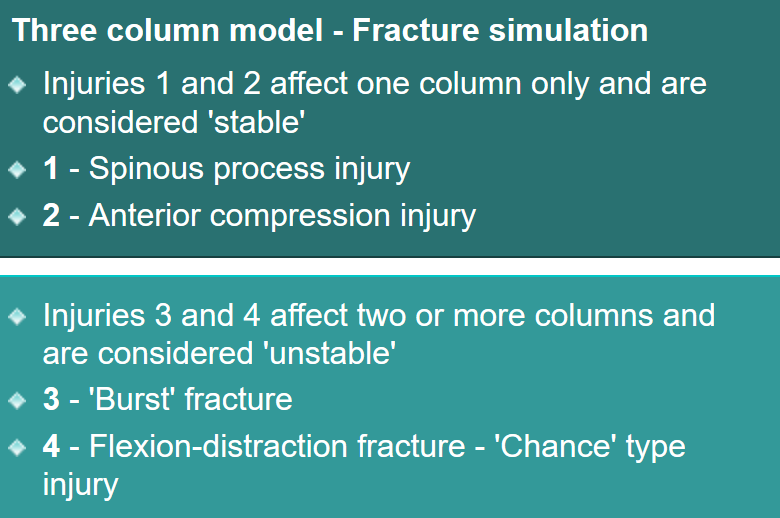 Three column model - Fracture simulation
Injuries 1 and 2 affect one column only and are
considered 'stable'
1 - Spinous process injury
2 - Anterior compression injury
Injuries 3 and 4 affect two or more columns and
are considered 'unstable'
3 - 'Burst' fracture
4 - Flexion-distraction fracture - 'Chance' type
injury